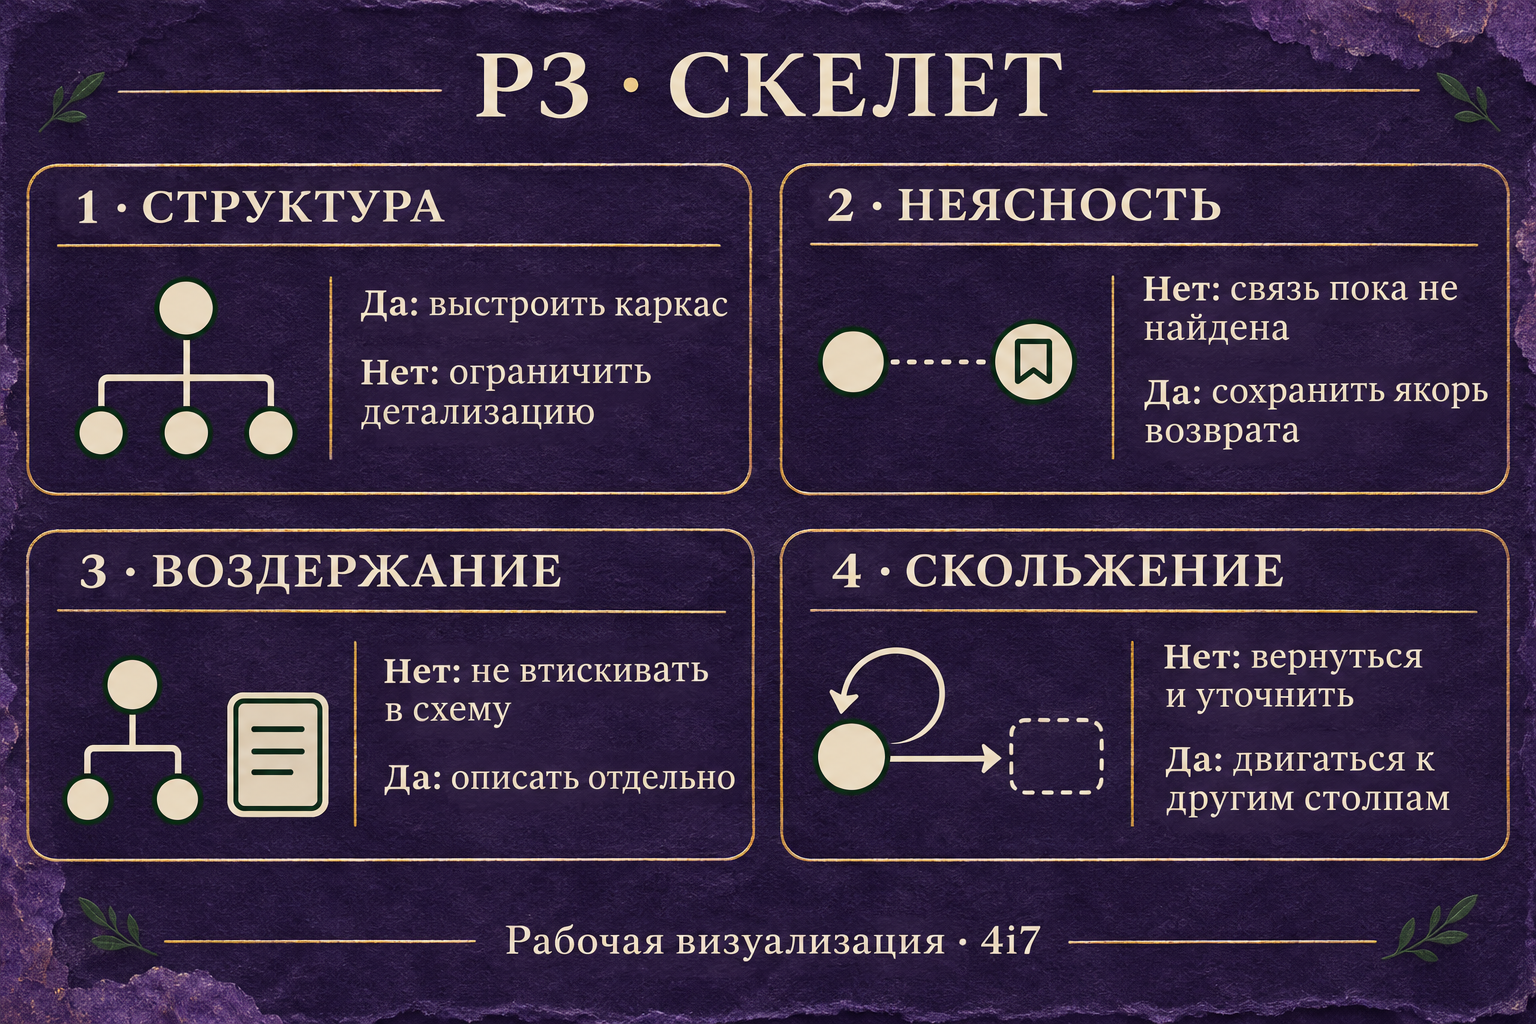 Р3 · СКЕЛЕТ
1 · СТРУКТУРА
Да: выстроить каркас
Нет: ограничить
детализацию
2 · НЕЯСНОСТЬ
Нет: связь пока не
найдена
Да: сохранить якорь
возврата
3 · ВОЗДЕРЖАНИЕ
Нет: не втискивать
в схему
Да: описать отдельно
4 · СКОЛЬЖЕНИЕ
Нет: вернуться
и уточнить
Да: двигаться к
другим столпам
Рабочая визуализация · 4i7